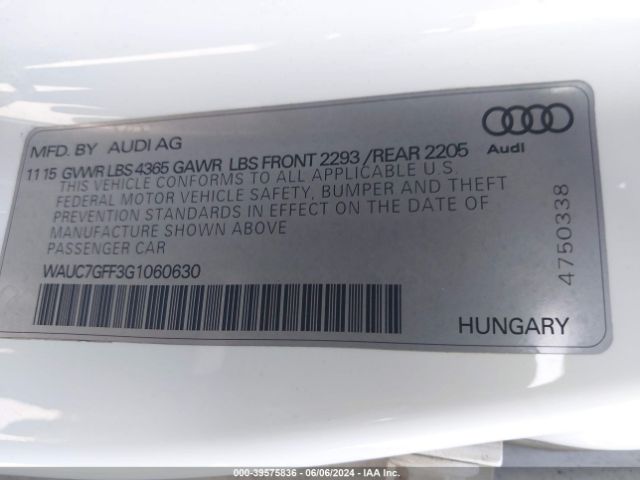 MFD. BY AUDI AG
11 15 GVWR LBS 4365 GAWR LBS FRONT 2293 /REAR 2205
THIS VEHICLE CONFORMS TO ALL APPLICABLE U.S.
FEDERAL MOTOR VEHICLE SAFETY, BUMPER AND THEFT
PREVENTION STANDARDS IN EFFECT ON THE DATE OF
MANUFACTURE SHOWN ABOVE
PASSENGER CAR
WAUC7GFF3G1060630
Audi
4750338
HUNGARY
000-39575836 - 06/06/2024 - IAA Inc.